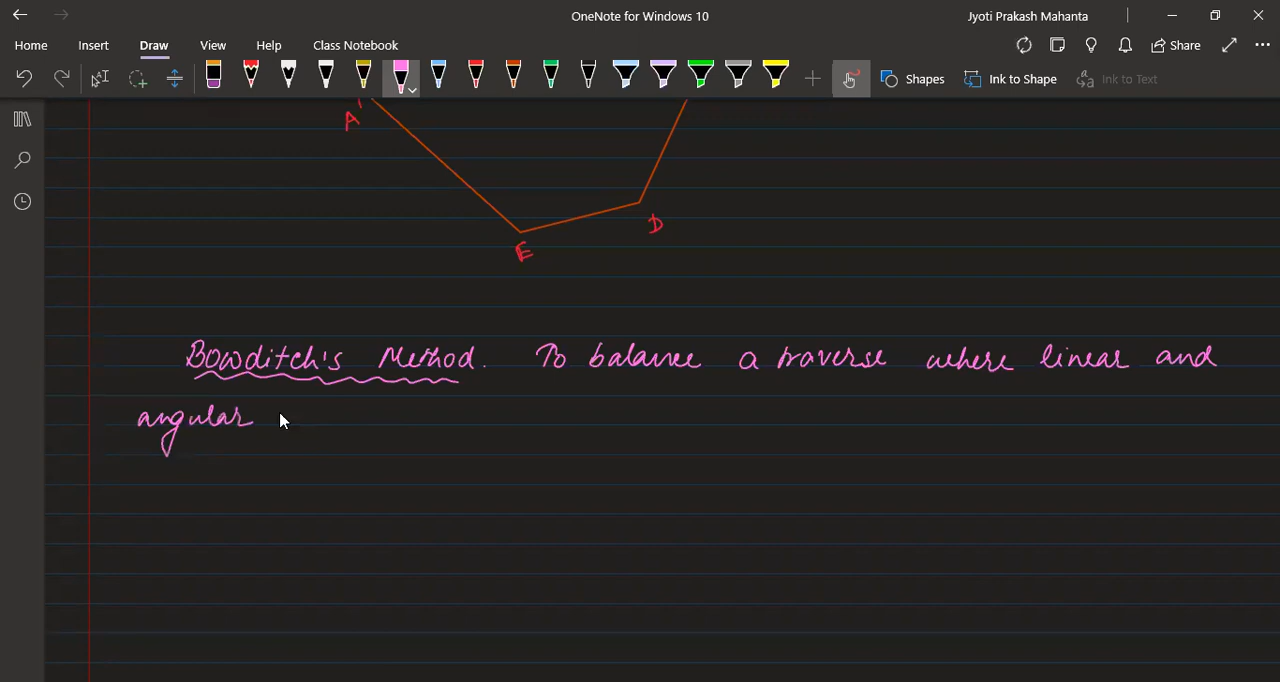 OneNote for Windows 10
Jyoti Prakash Mahanta
Home Insert Draw View Help Class Notebook
Share
Shapes Ink to Shape Ink to Text
A
D
E
Bowditch's Method. To balance a traverse where linear and
angular